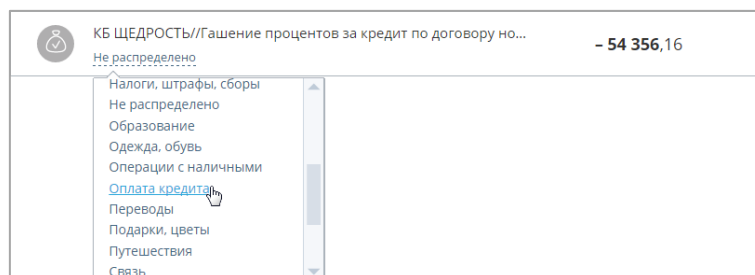 КБ ЩЕДРОСТЬ//Гашение процентов за кредит по договору но...
– 54 356,16
Не распределено
Налоги, штрафы, сборы
Не распределено
Образование
Одежда, обувь
Операции с наличными
Оплата кредита
Переводы
Подарки, цветы
Путешествия
Связь